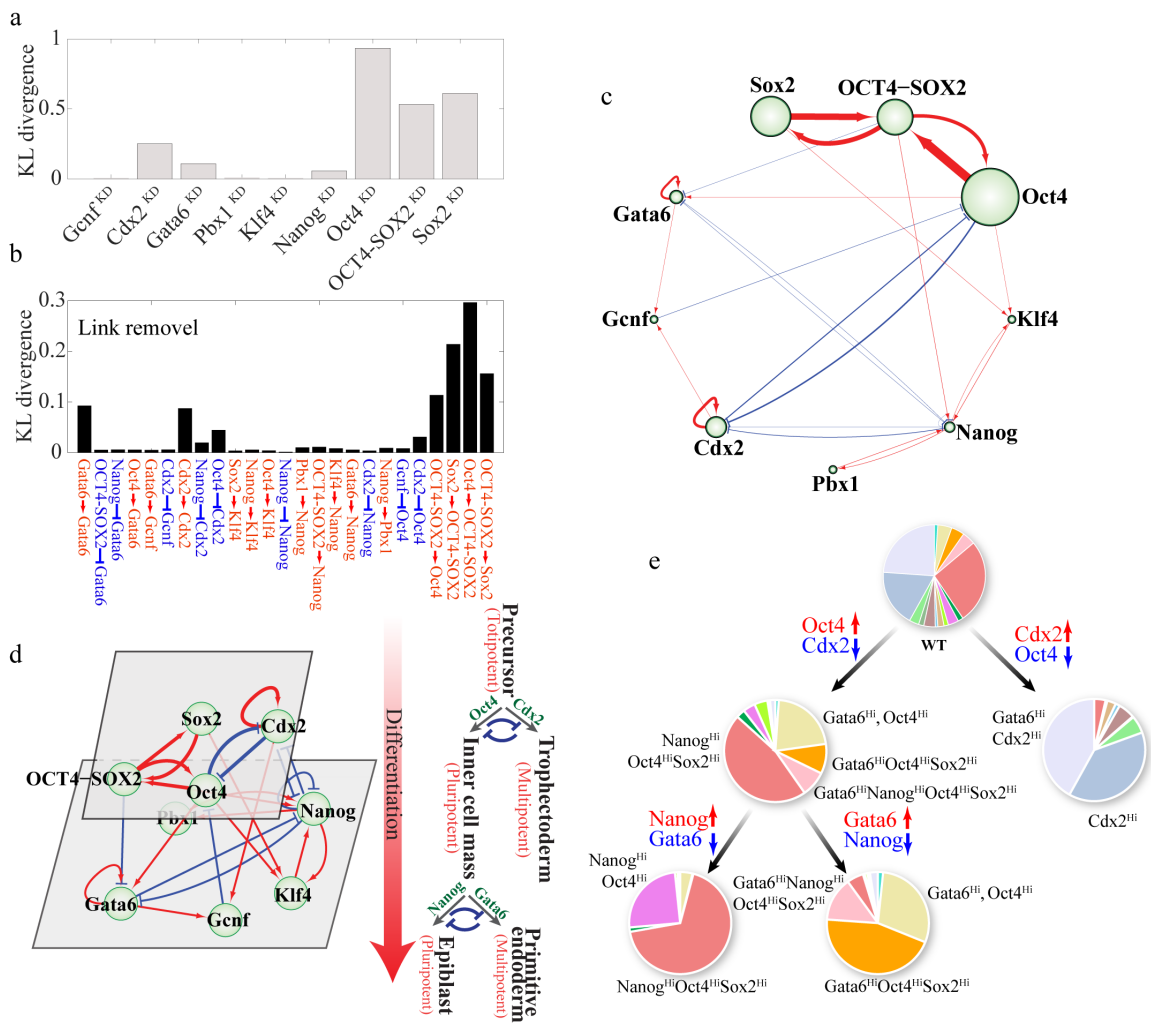 a
KL divergence
1
0.5
0
Gcnf KD
Cdx2 KD
Gata6 KD
Pbx1 KD
Klf4 KD
Nanog KD
Oct4 KD
OCT4-SOX2 KD
Sox2 KD
b
KL divergence
0.3
0.2
0.1
0
Link removel
Gata6→Gata6
OCT4-SOX2⊣Gata6
Nanog⊣Gata6
Oct4→Gata6
Gata6→Gcnf
Cdx2⊣Gcnf
Cdx2→Cdx2
Nanog⊣Cdx2
Oct4⊣Cdx2
Sox2→Klf4
Nanog→Klf4
Oct4→Klf4
Nanog⊣Nanog
Pbx1→Nanog
OCT4-SOX2→Nanog
Klf4→Nanog
Gata6→Nanog
Cdx2⊣Nanog
Nanog→Pbx1
Gcnf⊣Oct4
Cdx2⊣Oct4
OCT4-SOX2→Oct4
Sox2→OCT4-SOX2
Oct4→OCT4-SOX2
OCT4-SOX2→Sox2
c
Sox2
OCT4−SOX2
Oct4
Gata6
Gcnf
Klf4
Cdx2
Nanog
Pbx1
d
Sox2
Cdx2
OCT4−SOX2
Oct4
Pbx1
Nanog
Gata6
Gcnf
Klf4
Differentiation
Precursor
(Totipotent)
Oct4
Cdx2
Inner cell mass
(Pluripotent)
Trophectoderm
(Multipotent)
Nanog
Gata6
Epiblast
(Pluripotent)
Primitive
endoderm
(Multipotent)
e
WT
Oct4
Cdx2
Cdx2
Oct4
Gata6Hi, Oct4Hi
NanogHi
Oct4HiSox2Hi
Gata6HiOct4HiSox2Hi
Gata6HiNanogHiOct4HiSox2Hi
Gata6Hi
Cdx2Hi
Cdx2Hi
Nanog
Gata6
Gata6
Nanog
NanogHi
Oct4Hi
NanogHiOct4HiSox2Hi
Gata6HiNanogHi
Oct4HiSox2Hi
Gata6Hi, Oct4Hi
Gata6HiOct4HiSox2Hi